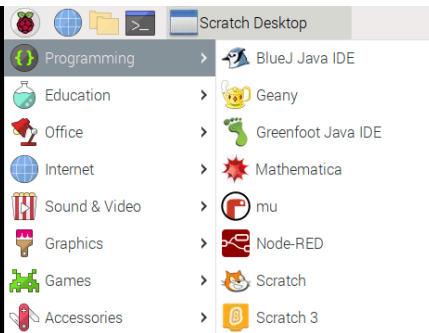 Scratch Desktop
Programming
Education
Office
Internet
Sound & Video
Graphics
Games
Accessories
BlueJ Java IDE
Geany
Greenfoot Java IDE
Mathematica
mu
Node-RED
Scratch
Scratch 3